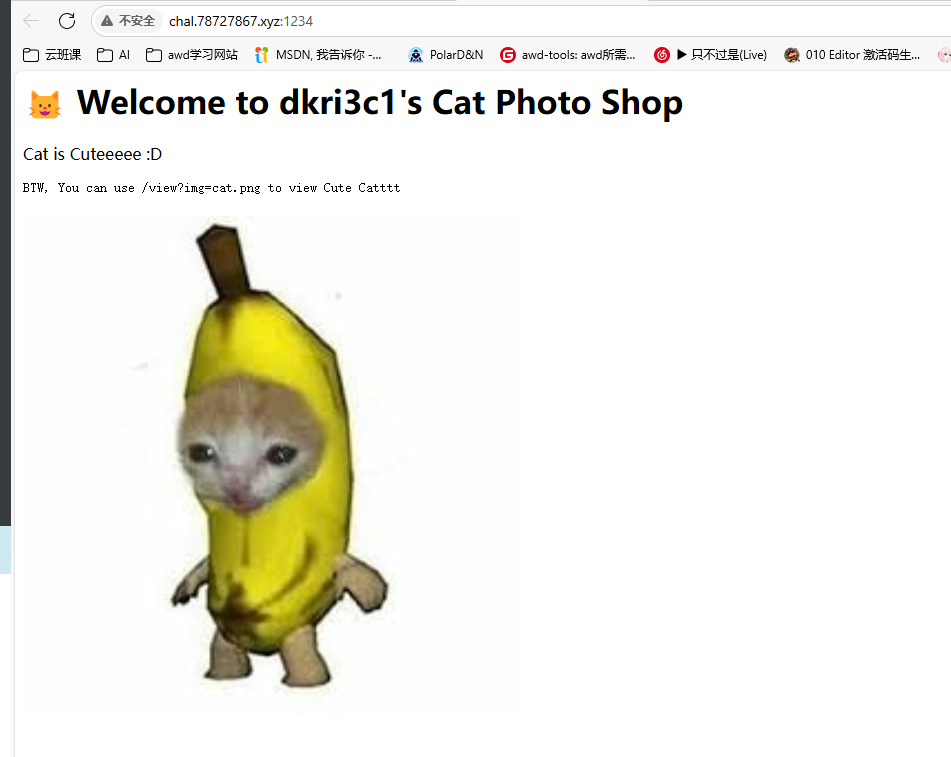 不安全 chal.78727867.xyz:1234
云班课 AI awd学习网站 MSDN, 我告诉你 -... PolarD&N awd-tools: awd所需... ▶ 只不过是(Live) 010 Editor 激活码生...
Welcome to dkri3c1's Cat Photo Shop
Cat is Cuteeeee :D
BTW, You can use /view?img=cat.png to view Cute Catttt